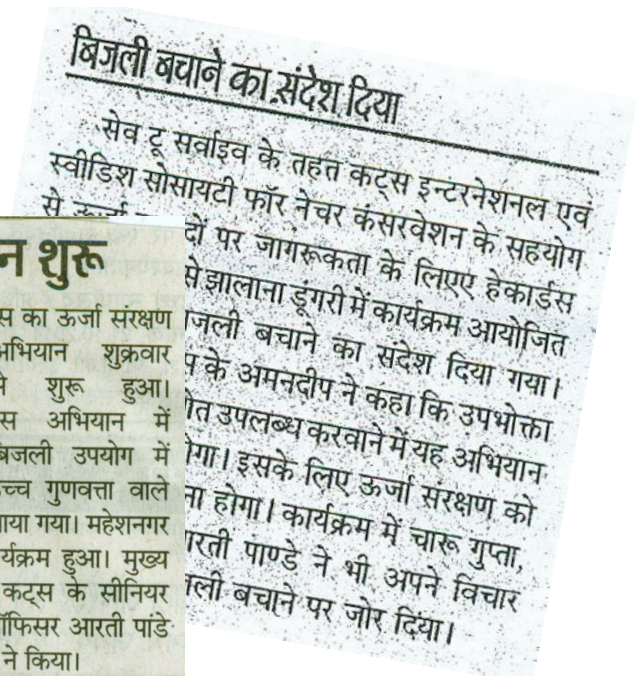 बिजली बचाने का संदेश दिया
सेव टू सर्वाइव के तहत कट्स इन्टरनेशनल एवं
स्वीडिश सोसायटी फॉर नेचर कंसरवेशन के सहयोग
से दों पर जागरूकता के लिएए हेकार्डस
से झालाना डूंगरी में कार्यक्रम आयोजित
जली बचाने का संदेश दिया गया।
के अमनदीप ने कहा कि उपभोक्ता
उपलब्ध करवाने में यह अभियान
गा। इसके लिए ऊर्जा संरक्षण को
ना होगा। कार्यक्रम में चारू गुप्ता,
रती पाण्डे ने भी अपने विचार
ली बचाने पर जोर दिया।
न शुरू
स का ऊर्जा संरक्षण
अभियान शुक्रवार
शुरू हुआ।
स अभियान में
बिजली उपयोग में
च्च गुणवत्ता वाले
ाया गया। महेशनगर
र्यक्रम हुआ। मुख्य
कट्स के सीनियर
ऑफिसर आरती पांडे
ने किया।